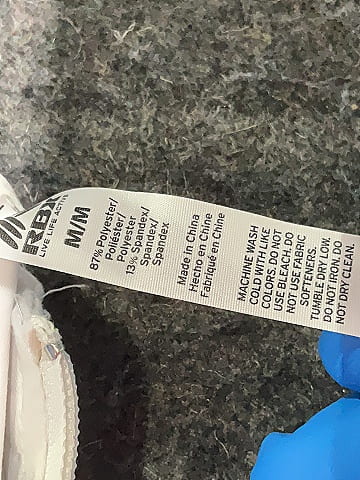 RBX
LIVE LIFE ACTIVE
M/M
87% Polyester/
Poliéster/
Polyester
13% Spandex/
Spandex/
Spandex
Made in China
Hecho en Chine
Fabriqué en Chine
MACHINE WASH
COLD WITH LIKE
COLORS. DO NOT
USE BLEACH. DO
NOT USE FABRIC
SOFTENERS.
TUMBLE DRY LOW.
DO NOT IRON. DO
NOT DRY CLEAN.